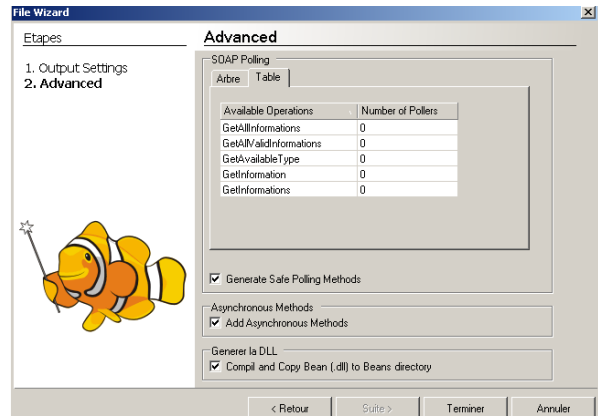 File Wizard
Etapes
1. Output Settings
2. Advanced
Advanced
SOAP Polling
Arbre Table
Available Operations Number of Pollers
GetAllInformations 0
GetAllValidInformations 0
GetAvailableType 0
GetInformation 0
GetInformations 0
Generate Safe Polling Methods
Asynchronous Methods
Add Asynchronous Methods
Generer la DLL
Compil and Copy Bean (.dll) to Beans directory
< Retour Suite > Terminer Annuler